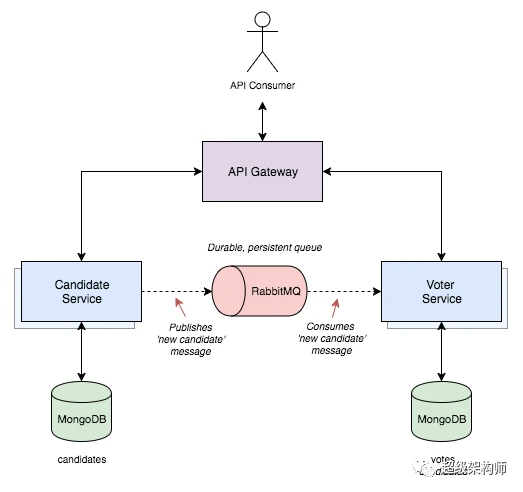 API Consumer
API Gateway
Durable, persistent queue
Candidate
Service
RabbitMQ
Voter
Service
Publishes
'new candidate'
message
Consumes
'new candidate'
message
MongoDB
MongoDB
candidates
votes
candidates
超级架构师